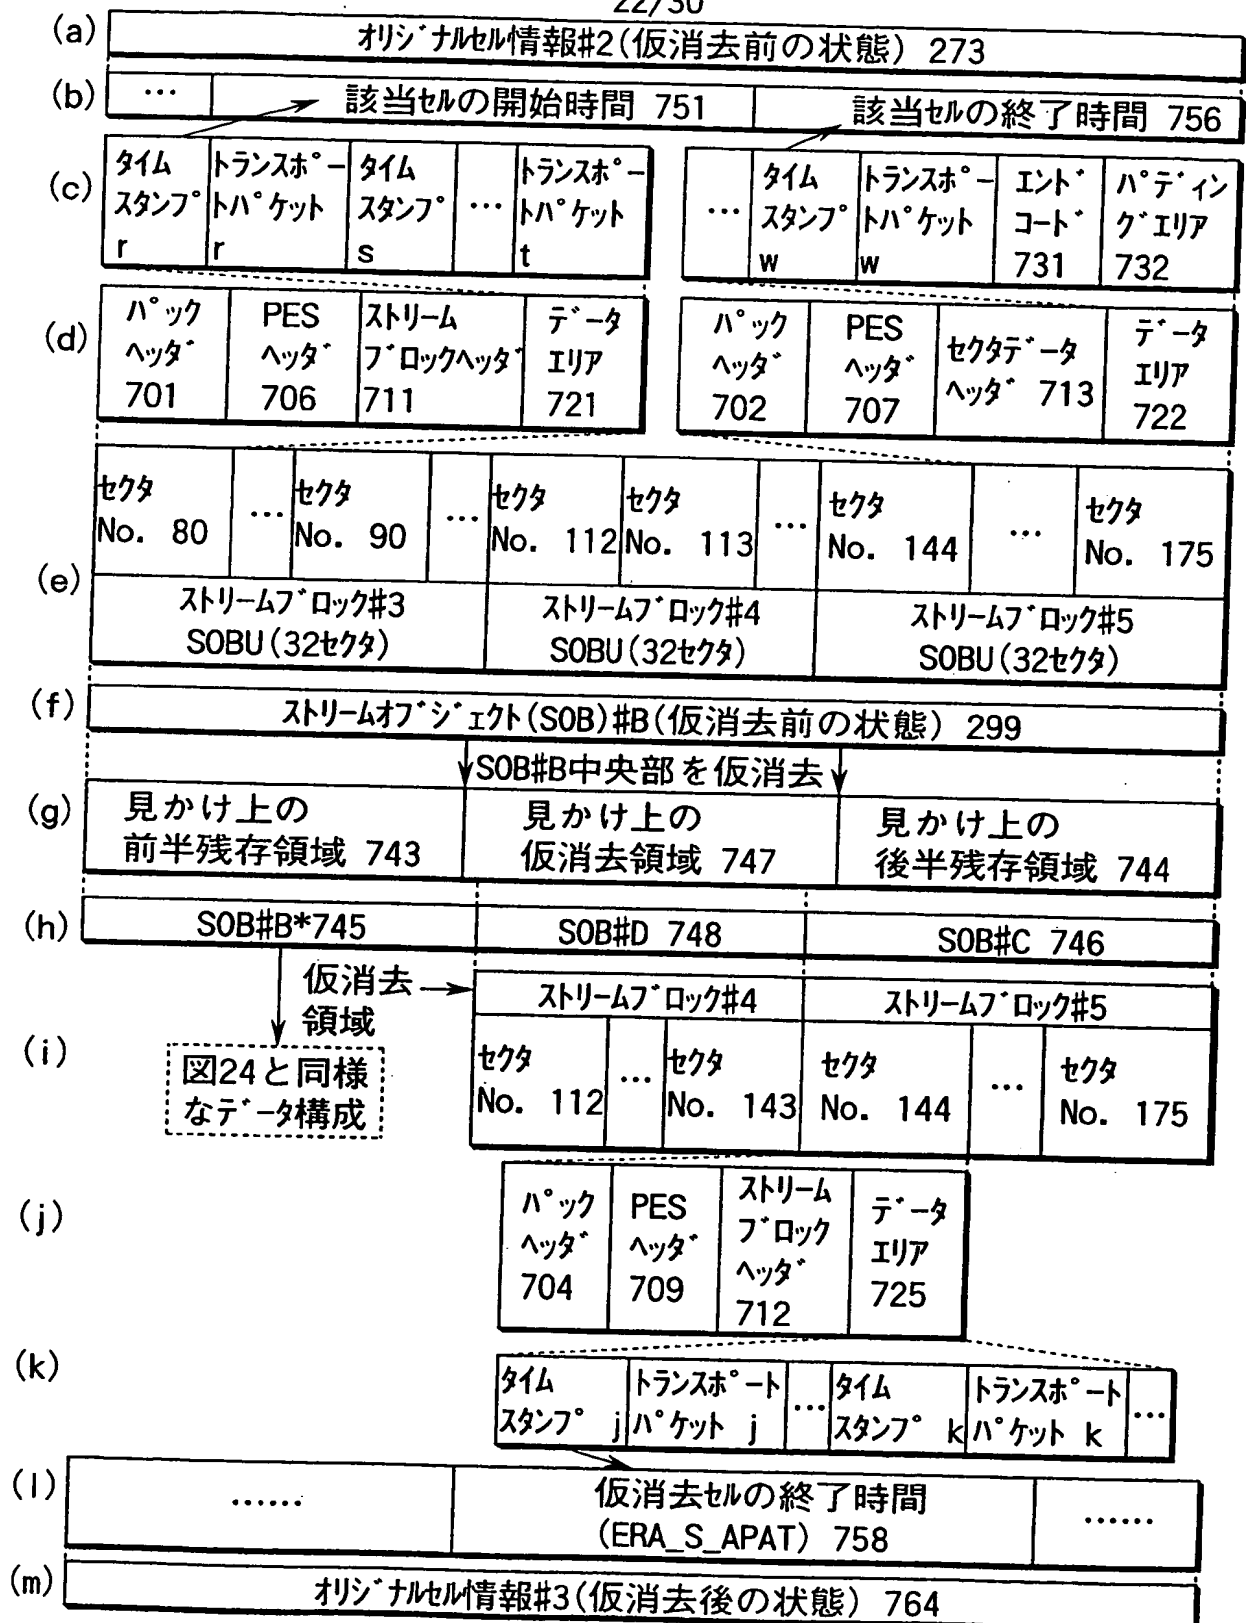 22/30
(a) オリジナルセル情報#2(仮消去前の状態) 273
(b) … 該当セルの開始時間 751 該当セルの終了時間 756
(c)
タイム
スタンプ
r
トランスポー
トパケット
r
タイム
スタンプ
s
…
トランスポー
トパケット
t
…
タイム
スタンプ
w
トランスポー
トパケット
w
エンド
コード
731
パディン
グエリア
732
(d)
パック
ヘッダ
701
PES
ヘッダ
706
ストリーム
ブロックヘッダ
711
データ
エリア
721
パック
ヘッダ
702
PES
ヘッダ
707
セクタデータ
ヘッダ 713
データ
エリア
722
(e)
セクタ
No. 80
…
セクタ
No. 90
…
セクタ
No. 112
セクタ
No. 113
…
セクタ
No. 144
…
セクタ
No. 175
ストリームブロック#3
SOBU(32セクタ)
ストリームブロック#4
SOBU(32セクタ)
ストリームブロック#5
SOBU(32セクタ)
(f) ストリームオブジェクト(SOB)#B(仮消去前の状態) 299
SOB#B中央部を仮消去
(g)
見かけ上の
前半残存領域 743
見かけ上の
仮消去領域 747
見かけ上の
後半残存領域 744
(h) SOB#B*745 SOB#D 748 SOB#C 746
仮消去
領域
(i)
図24と同様
なデータ構成
ストリームブロック#4
ストリームブロック#5
セクタ
No. 112
…
セクタ
No. 143
セクタ
No. 144
…
セクタ
No. 175
(j)
パック
ヘッダ
704
PES
ヘッダ
709
ストリーム
ブロック
ヘッダ
712
データ
エリア
725
(k)
タイム
スタンプ j
トランスポート
パケット j
…
タイム
スタンプ k
トランスポート
パケット k
…
(l)
……
仮消去セルの終了時間
(ERA_S_APAT) 758
……
(m) オリジナルセル情報#3(仮消去後の状態) 764